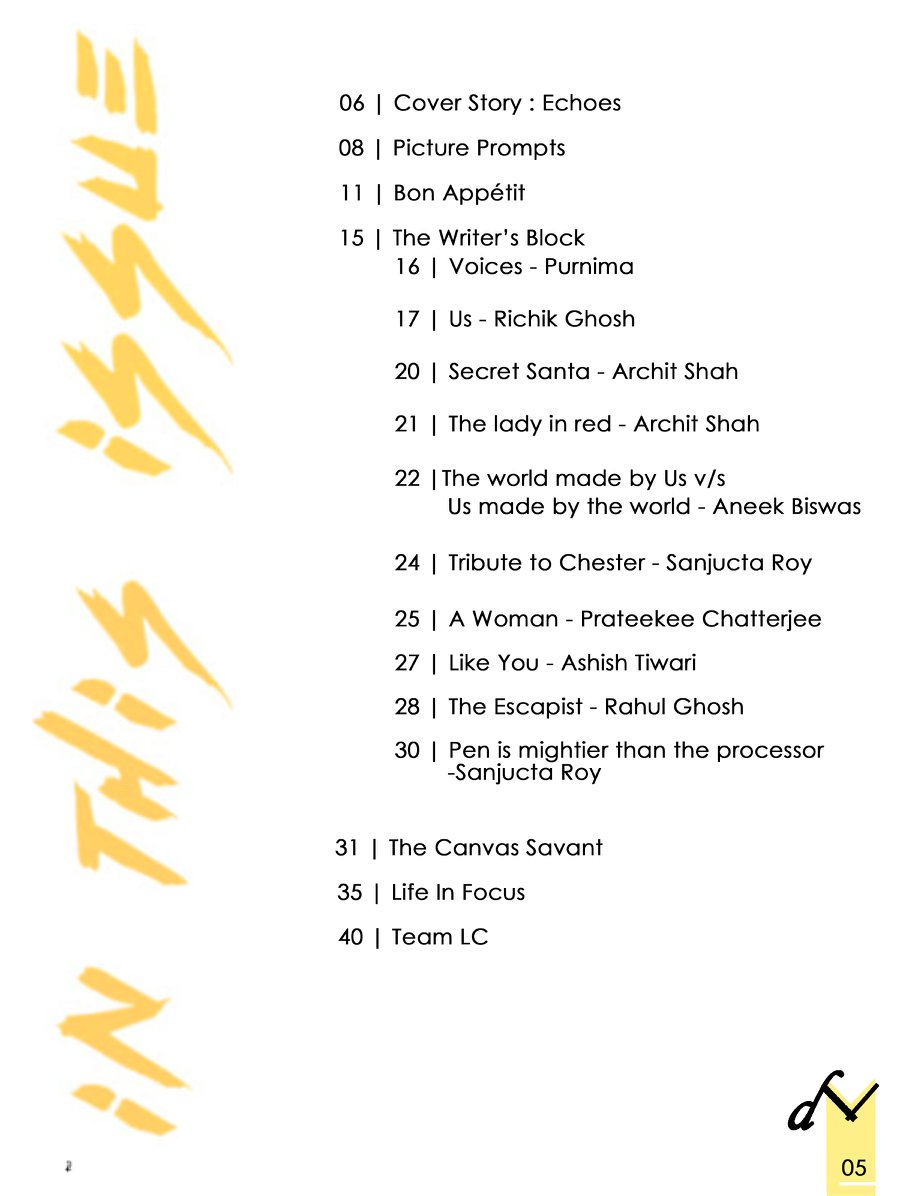 iN THiS iSSUE
06 | Cover Story : Echoes
08 | Picture Prompts
11 | Bon Appétit
15 | The Writer’s Block
16 | Voices - Purnima
17 | Us - Richik Ghosh
20 | Secret Santa - Archit Shah
21 | The lady in red - Archit Shah
22 |The world made by Us v/s
Us made by the world - Aneek Biswas
24 | Tribute to Chester - Sanjucta Roy
25 | A Woman - Prateekee Chatterjee
27 | Like You - Ashish Tiwari
28 | The Escapist - Rahul Ghosh
30 | Pen is mightier than the processor
-Sanjucta Roy
31 | The Canvas Savant
35 | Life In Focus
40 | Team LC
05